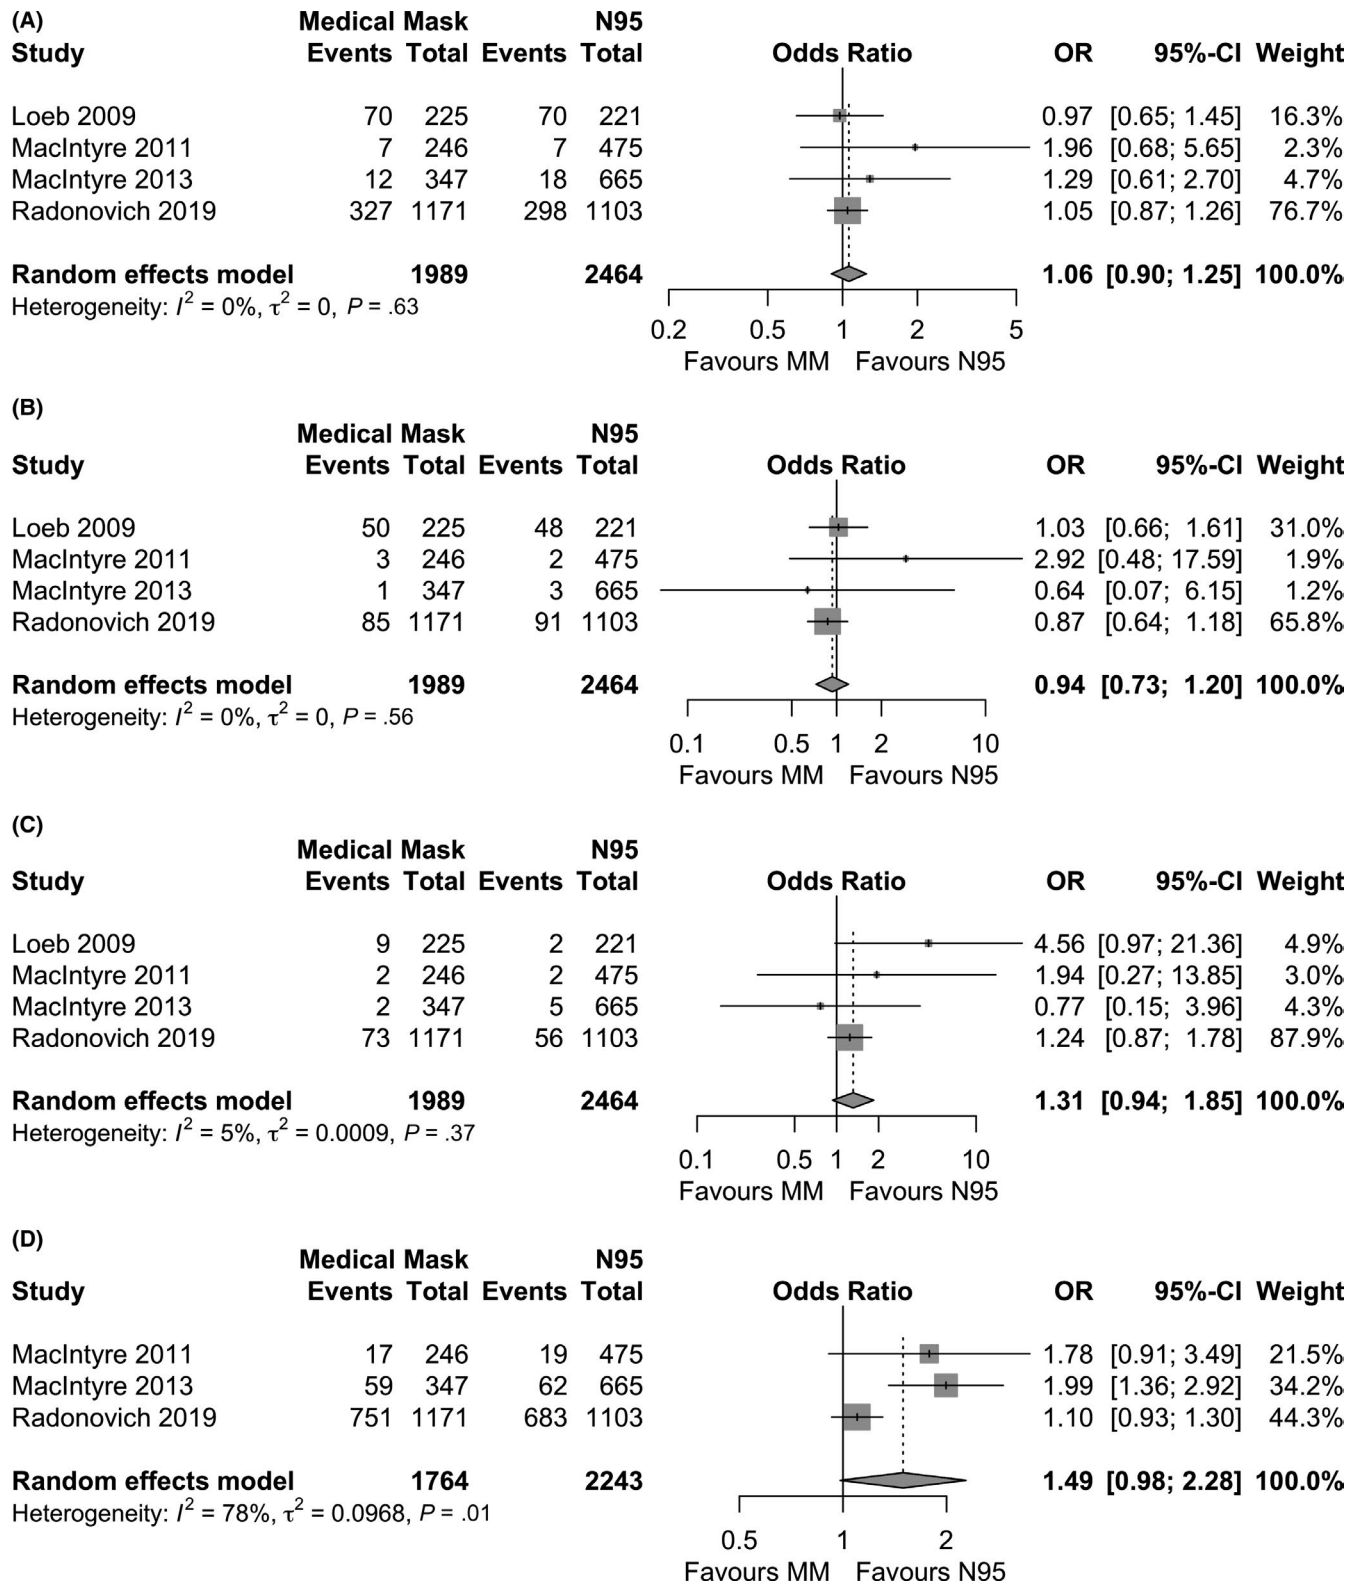 (A) Medical Mask N95
Study Events Total Events Total Odds Ratio OR 95%-CI Weight
Loeb 2009 70 225 70 221 0.97 [0.65; 1.45] 16.3%
MacIntyre 2011 7 246 7 475 1.96 [0.68; 5.65] 2.3%
MacIntyre 2013 12 347 18 665 1.29 [0.61; 2.70] 4.7%
Radonovich 2019 327 1171 298 1103 1.05 [0.87; 1.26] 76.7%
Random effects model 1989 2464 1.06 [0.90; 1.25] 100.0%
Heterogeneity: I² = 0%, τ² = 0, P = .63
0.2 0.5 1 2 5
Favours MM Favours N95
(B)
Medical Mask N95
Study Events Total Events Total Odds Ratio OR 95%-CI Weight
Loeb 2009 50 225 48 221 1.03 [0.66; 1.61] 31.0%
MacIntyre 2011 3 246 2 475 2.92 [0.48; 17.59] 1.9%
MacIntyre 2013 1 347 3 665 0.64 [0.07; 6.15] 1.2%
Radonovich 2019 85 1171 91 1103 0.87 [0.64; 1.18] 65.8%
Random effects model 1989 2464 0.94 [0.73; 1.20] 100.0%
Heterogeneity: I² = 0%, τ² = 0, P = .56
0.1 0.5 1 2 10
Favours MM Favours N95
(C)
Medical Mask N95
Study Events Total Events Total Odds Ratio OR 95%-CI Weight
Loeb 2009 9 225 2 221 4.56 [0.97; 21.36] 4.9%
MacIntyre 2011 2 246 2 475 1.94 [0.27; 13.85] 3.0%
MacIntyre 2013 2 347 5 665 0.77 [0.15; 3.96] 4.3%
Radonovich 2019 73 1171 56 1103 1.24 [0.87; 1.78] 87.9%
Random effects model 1989 2464 1.31 [0.94; 1.85] 100.0%
Heterogeneity: I² = 5%, τ² = 0.0009, P = .37
0.1 0.5 1 2 10
Favours MM Favours N95
(D)
Medical Mask N95
Study Events Total Events Total Odds Ratio OR 95%-CI Weight
MacIntyre 2011 17 246 19 475 1.78 [0.91; 3.49] 21.5%
MacIntyre 2013 59 347 62 665 1.99 [1.36; 2.92] 34.2%
Radonovich 2019 751 1171 683 1103 1.10 [0.93; 1.30] 44.3%
Random effects model 1764 2243 1.49 [0.98; 2.28] 100.0%
Heterogeneity: I² = 78%, τ² = 0.0968, P = .01
0.5 1 2
Favours MM Favours N95